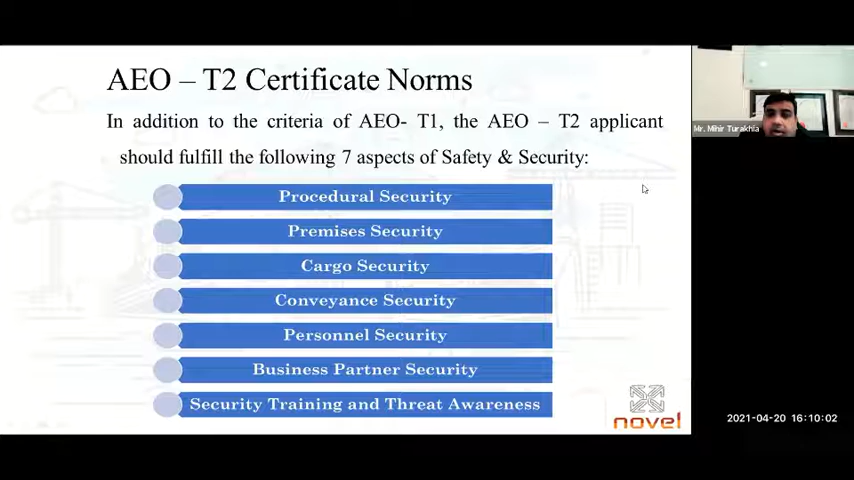 AEO – T2 Certificate Norms
In addition to the criteria of AEO- T1, the AEO – T2 applicant
should fulfill the following 7 aspects of Safety & Security:
Procedural Security
Premises Security
Cargo Security
Conveyance Security
Personnel Security
Business Partner Security
Security Training and Threat Awareness
novel
Mr. Mihir Turakhia
2021-04-20 16:10:02